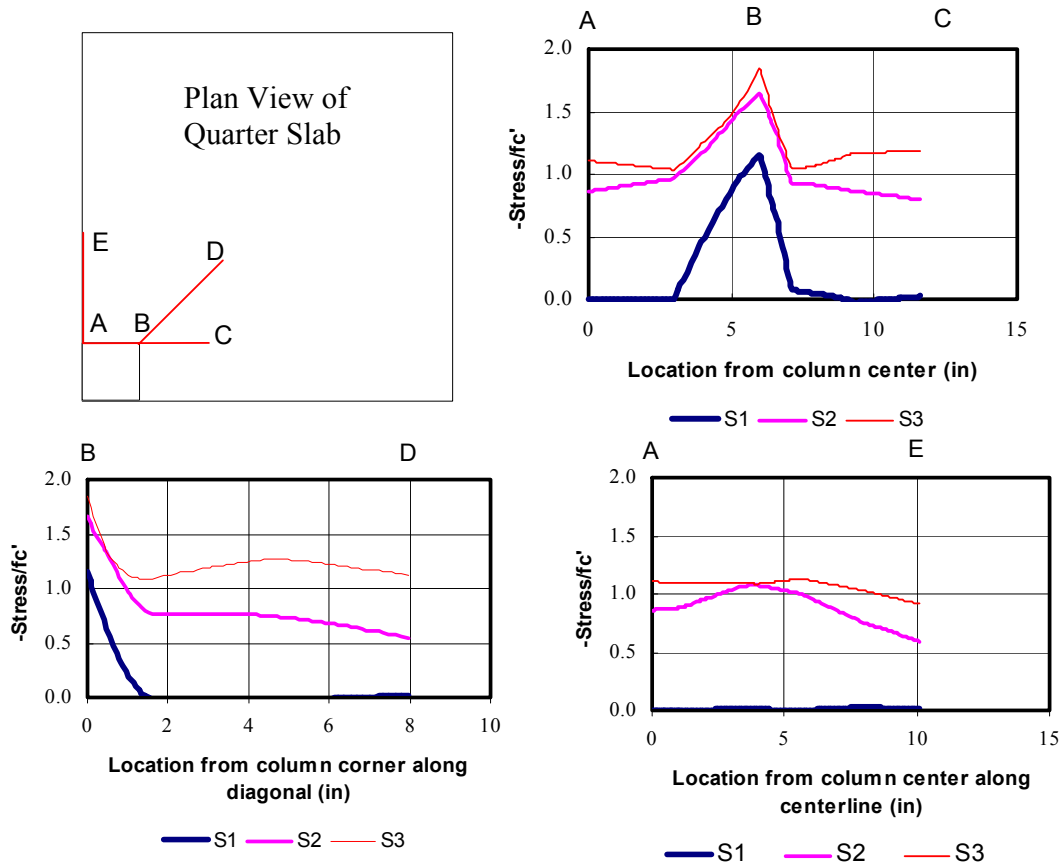 Plan View of
Quarter Slab
E
D
A B C
A B C
-Stress/fc'
2.0
1.5
1.0
0.5
0.0
0 5 10 15
Location from column center (in)
S1 S2 S3
B D
-Stress/fc'
2.0
1.5
1.0
0.5
0.0
0 2 4 6 8 10
Location from column corner along
diagonal (in)
S1 S2 S3
A E
-Stress/fc'
2.0
1.5
1.0
0.5
0.0
0 5 10 15
Location from column center along
centerline (in)
S1 S2 S3